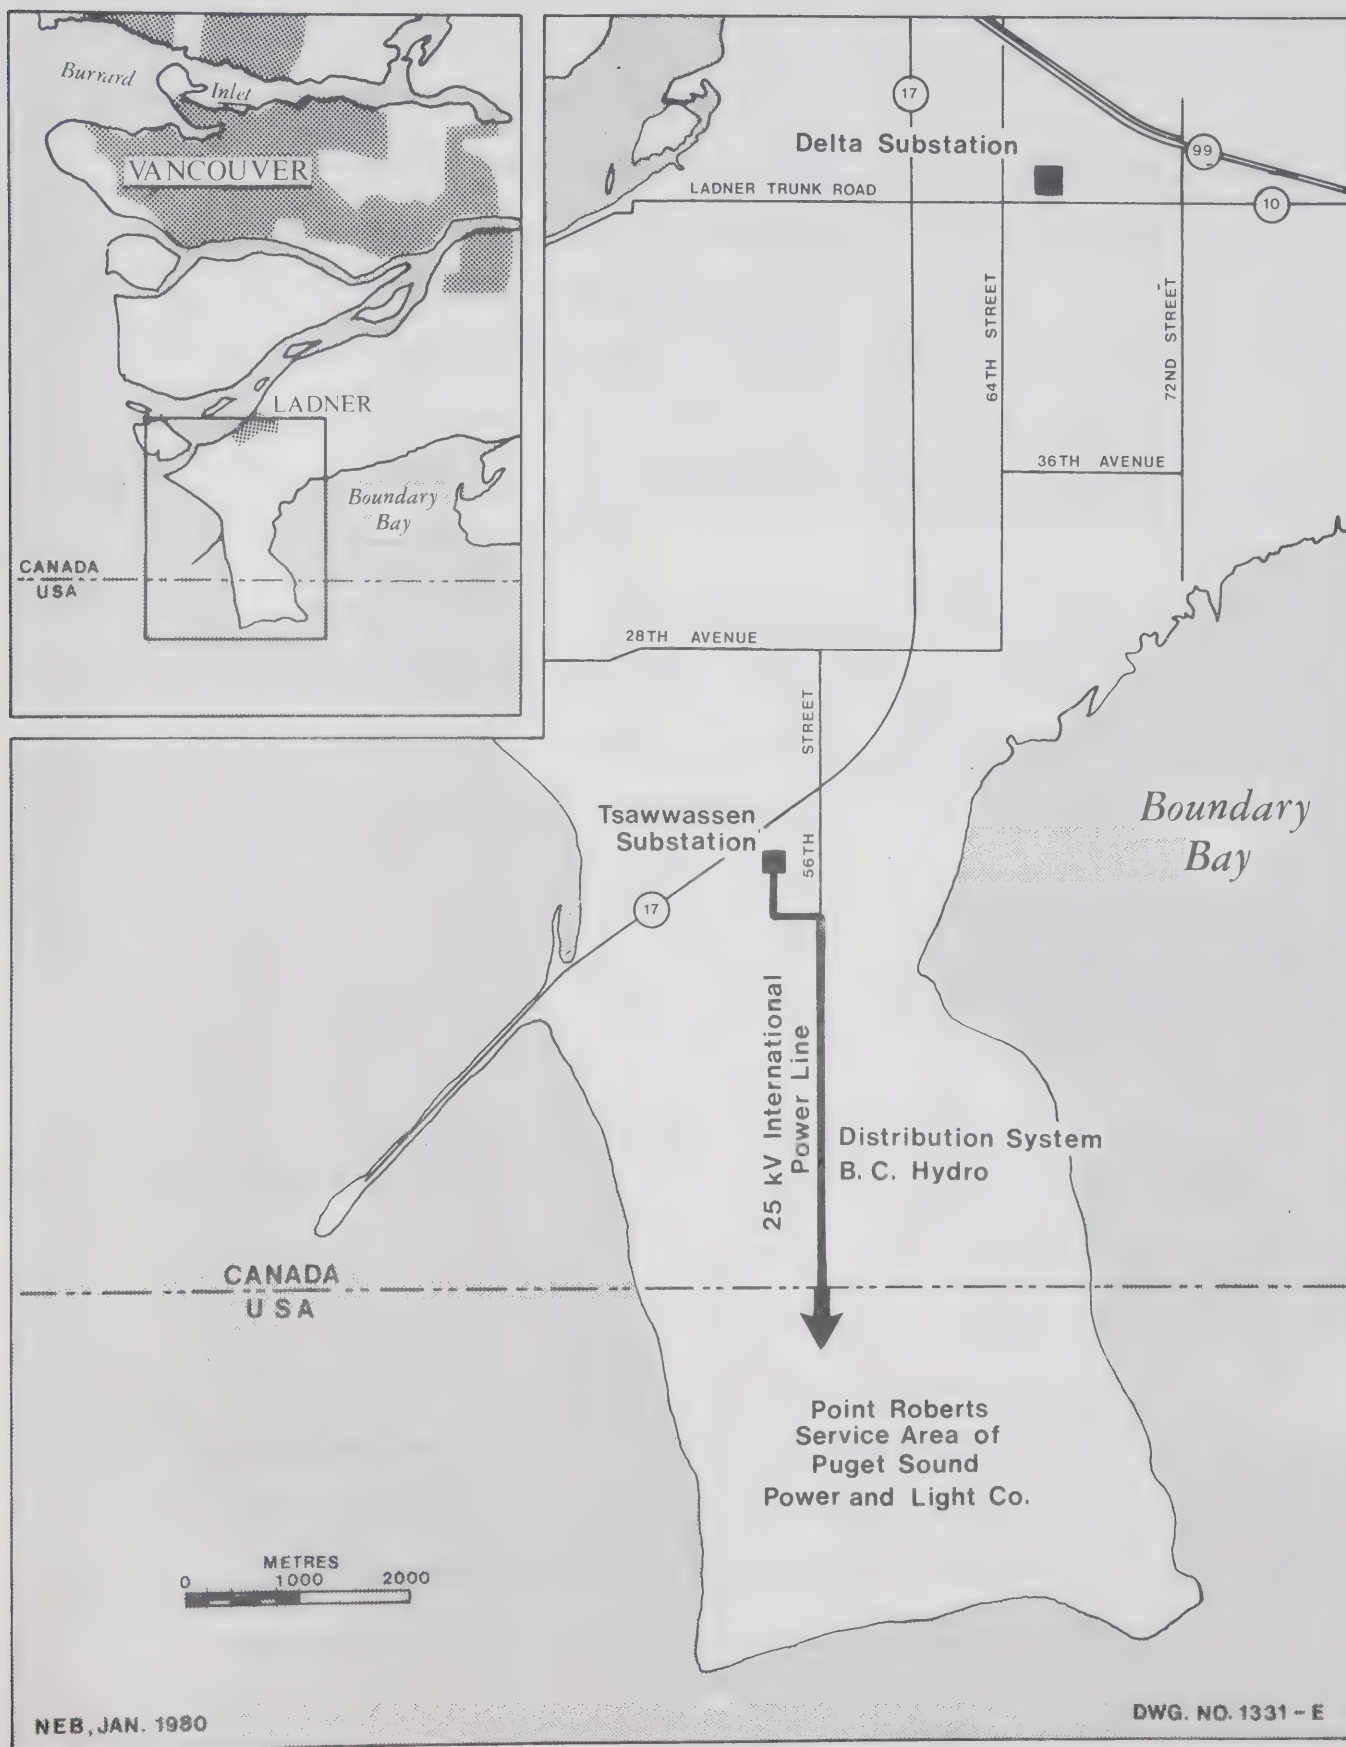 Burrard
Inlet
VANCOUVER
LADNER
Boundary
Bay
CANADA
USA
17
Delta Substation
99
LADNER TRUNK ROAD
10
64TH STREET
72ND STREET
36TH AVENUE
28TH AVENUE
56TH STREET
Tsawwassen
Substation
17
Boundary
Bay
25 kV International
Power Line
Distribution System
B. C. Hydro
CANADA
USA
Point Roberts
Service Area of
Puget Sound
Power and Light Co.
METRES
0 1000 2000
NEB, JAN. 1980
DWG. NO. 1331 - E